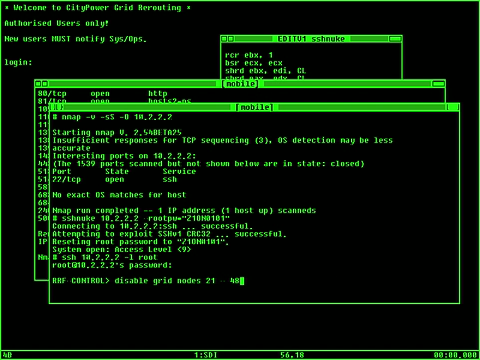 * Welcome to CityPower Grid Rerouting *
Authorised Users only!
New users MUST notify Sys/Ops.
login:
EDITV1 sshnuke
rcr ebx, 1
bsr ecx, ecx
shrd ebx, edi, CL
shrd eax, edx, CL
[mobile]
80/tcp open http
81/tcp open hosts2-ns
[mobile]
# nmap -v -sS -O 10.2.2.2
Starting nmap V. 2.54BETA25
Insufficient responses for TCP sequencing (3), OS detection may be less
accurate
Interesting ports on 10.2.2.2:
(The 1539 ports scanned but not shown below are in state: closed)
Port State Service
22/tcp open ssh
No exact OS matches for host
Nmap run completed -- 1 IP address (1 host up) scanneds
# sshnuke 10.2.2.2 -rootpw="Z1ON0101"
Connecting to 10.2.2.2:ssh ... successful.
Attempting to exploit SSHv1 CRC32 ... successful.
Reseting root password to "Z1ON0101".
System open: Access Level <9>
# ssh 10.2.2.2 -l root
root@10.2.2.2's password:
RRF-CONTROL> disable grid nodes 21 - 48
4D 1:SDI 56,18 00:00,000